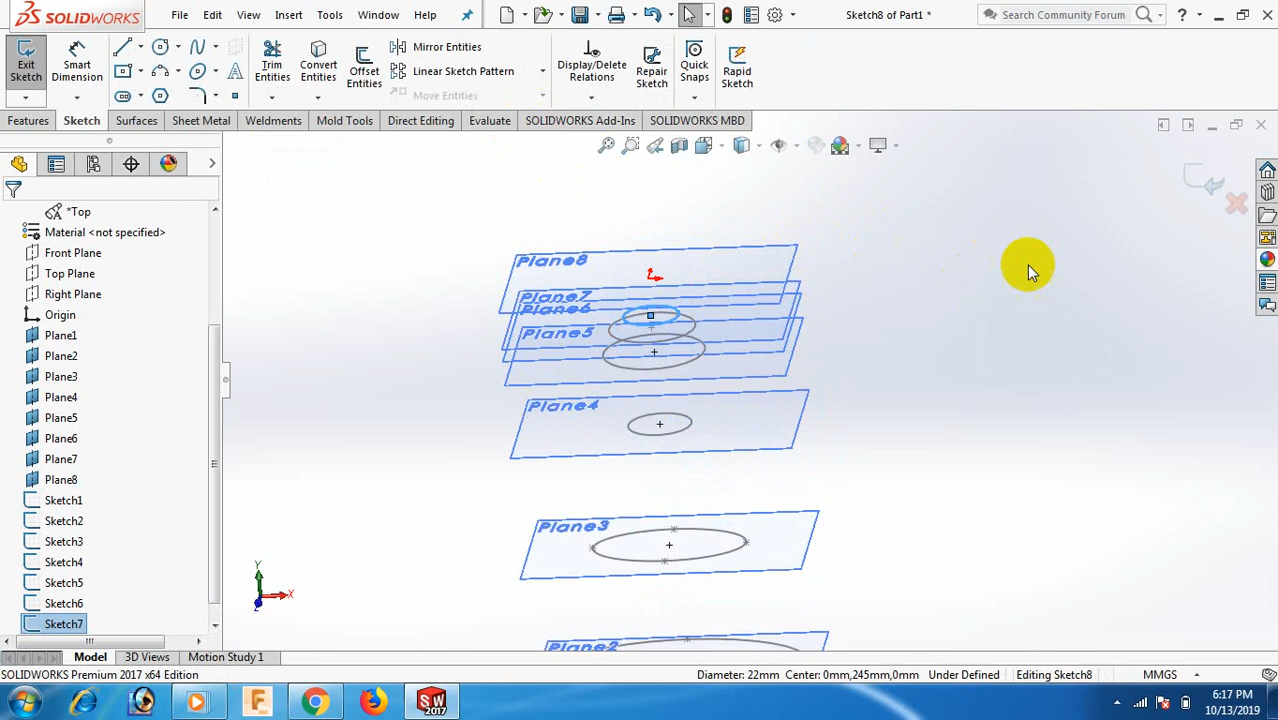 SOLIDWORKS
File Edit View Insert Tools Window Help
Sketch8 of Part1 *
Search Community Forum
?
Exit Sketch
Smart Dimension
Trim Entities
Convert Entities
Offset Entities
Mirror Entities
Linear Sketch Pattern
Move Entities
Display/Delete Relations
Repair Sketch
Quick Snaps
Rapid Sketch
Features Sketch Surfaces Sheet Metal Weldments Mold Tools Direct Editing Evaluate SOLIDWORKS Add-Ins SOLIDWORKS MBD
*Top
Material <not specified>
Front Plane
Top Plane
Right Plane
Origin
Plane1
Plane2
Plane3
Plane4
Plane5
Plane6
Plane7
Plane8
Sketch1
Sketch2
Sketch3
Sketch4
Sketch5
Sketch6
Sketch7
Plane8
Plane7
Plane6
Plane5
Plane4
Plane3
Plane2
Y
X
Z
Model 3D Views Motion Study 1
SOLIDWORKS Premium 2017 x64 Edition
Diameter: 22mm Center: 0mm,245mm,0mm Under Defined Editing Sketch8 MMGS
SW 2017
6:17 PM
10/13/2019